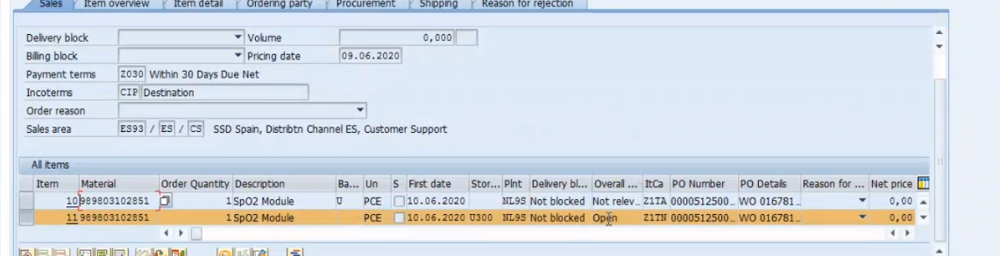 Sales Item overview Item detail Ordering party Procurement Shipping Reason for rejection
Delivery block Volume 0,000
Billing block Pricing date 09.06.2020
Payment terms Z030 Within 30 Days Due Net
Incoterms CIP Destination
Order reason
Sales area ES93 / ES / CS SSD Spain, Distribtn Channel ES, Customer Support
All items
Item Material Order Quantity Description Ba... Un S First date Stor... Plnt Delivery bl... Overall ... ItCa PO Number PO Details Reason for ... Net price
10 989803102851 1 SpO2 Module U PCE 10.06.2020 NL9S Not blocked Not relev... Z1TA 0000512500... WO 016781... 0,00
11 989803102851 1 SpO2 Module PCE 10.06.2020 U300 NL9S Not blocked Open Z1TN 0000512500... WO 016781... 0,00